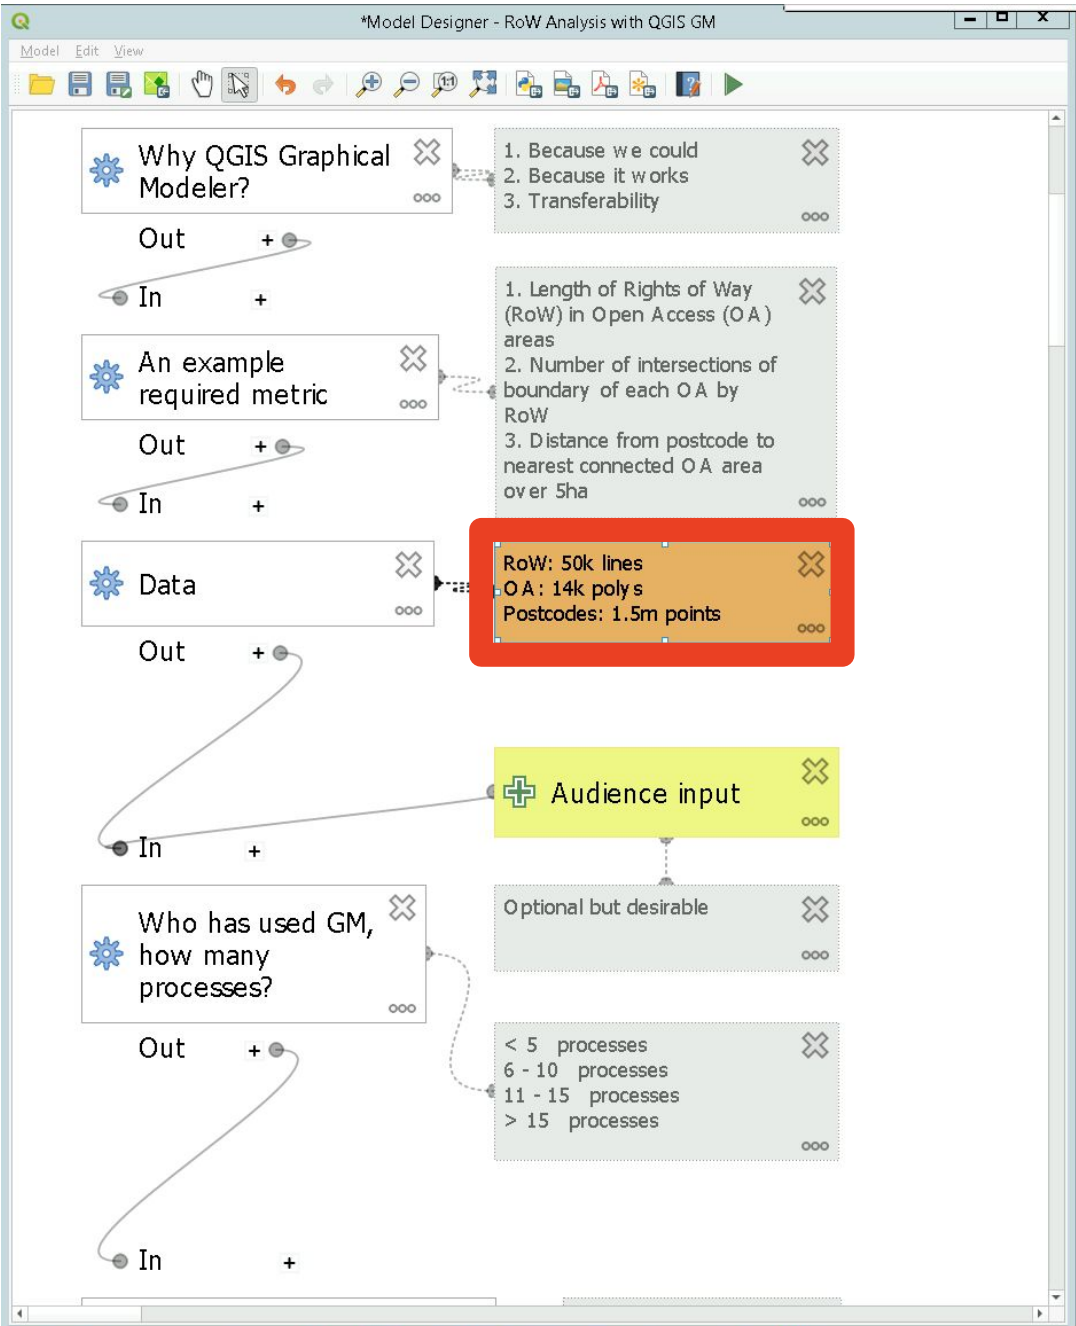 *Model Designer - RoW Analysis with QGIS GM
Model Edit View
Why QGIS Graphical
Modeler?
1. Because we could
2. Because it works
3. Transferability
Out +
In +
An example
required metric
1. Length of Rights of Way
(RoW) in Open Access (OA)
areas
2. Number of intersections of
boundary of each OA by
RoW
3. Distance from postcode to
nearest connected OA area
over 5ha
Out +
In +
Data
RoW: 50k lines
OA: 14k polys
Postcodes: 1.5m points
Out +
Audience input
In +
Optional but desirable
Who has used GM,
how many
processes?
< 5 processes
6 - 10 processes
11 - 15 processes
> 15 processes
Out +
In +